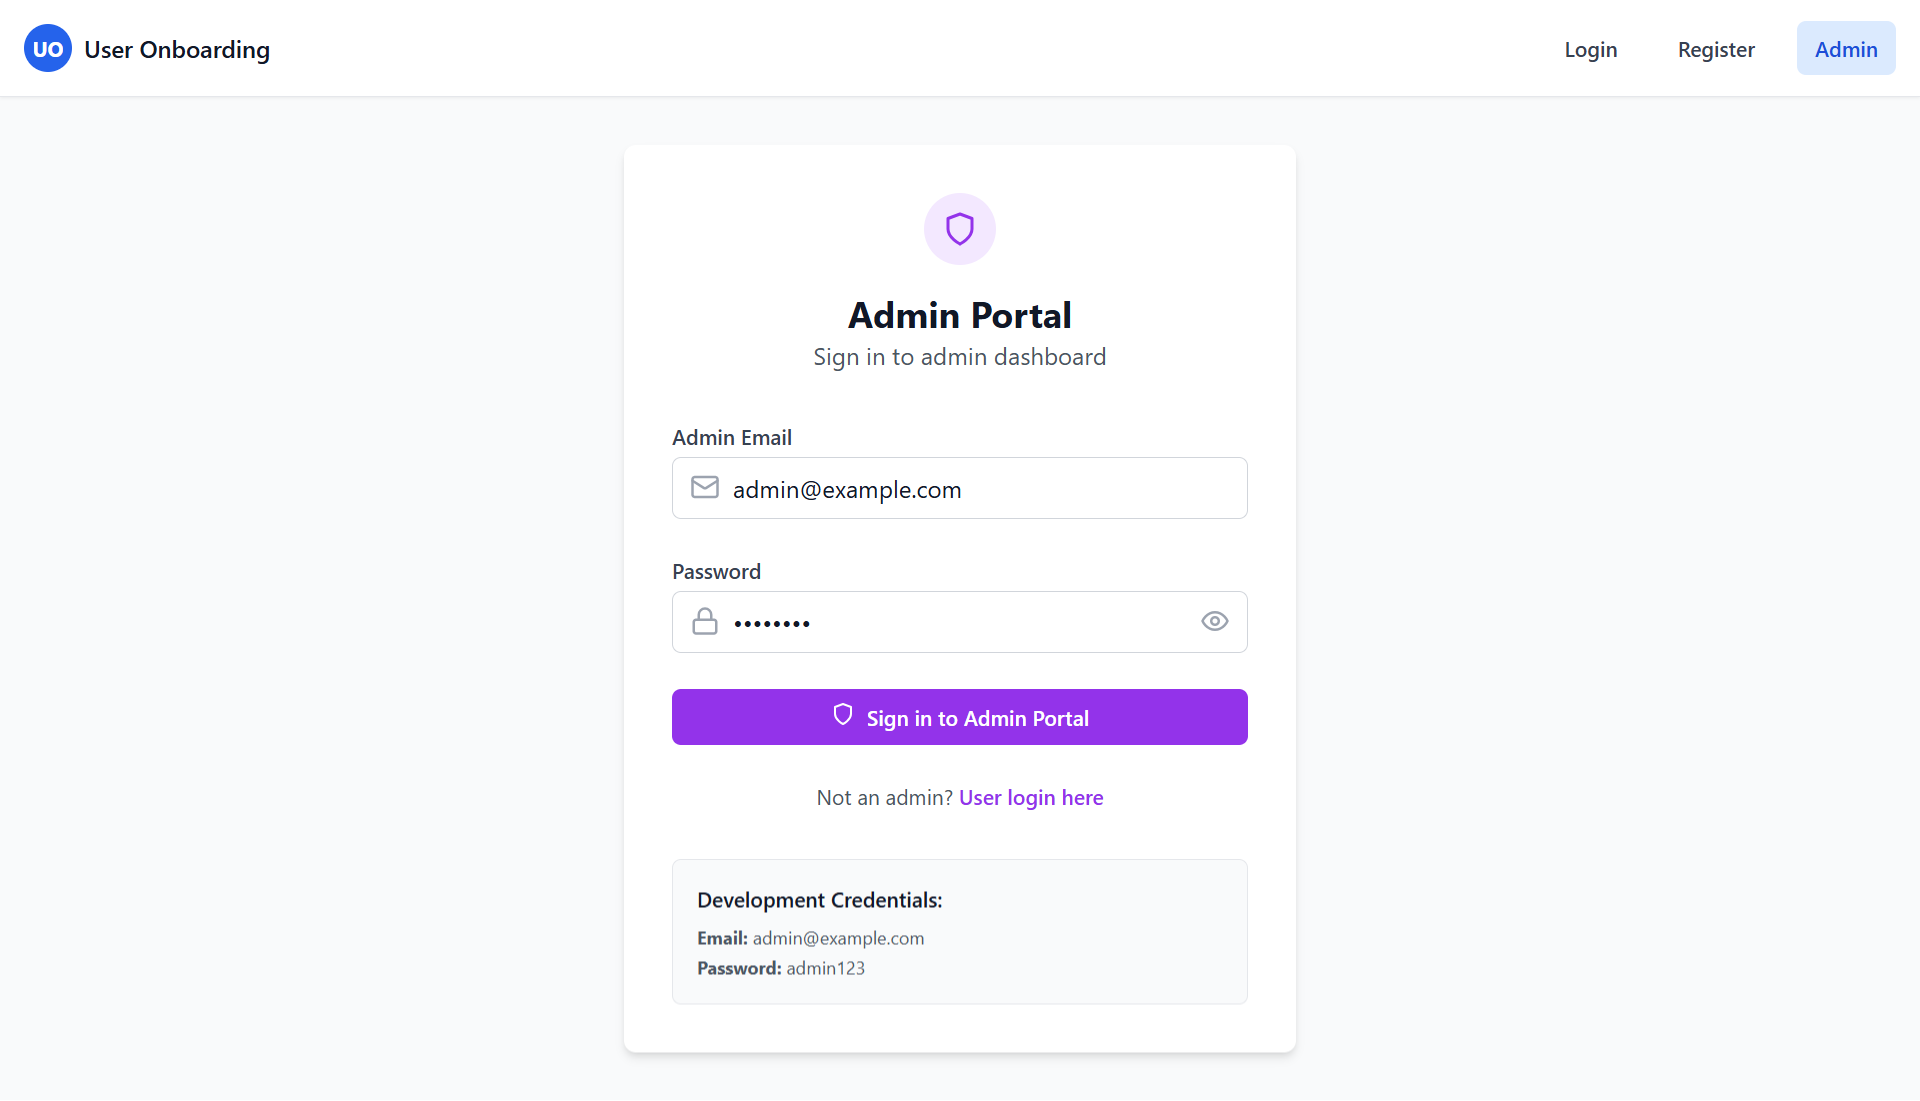 UO User Onboarding
Login Register Admin
Admin Portal
Sign in to admin dashboard
Admin Email
admin@example.com
Password
••••••••
Sign in to Admin Portal
Not an admin? User login here
Development Credentials:
Email: admin@example.com
Password: admin123